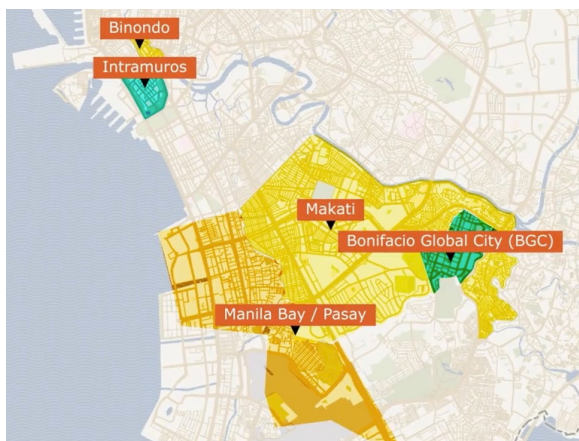 Binondo
Intramuros
Makati
Bonifacio Global City (BGC)
Manila Bay / Pasay